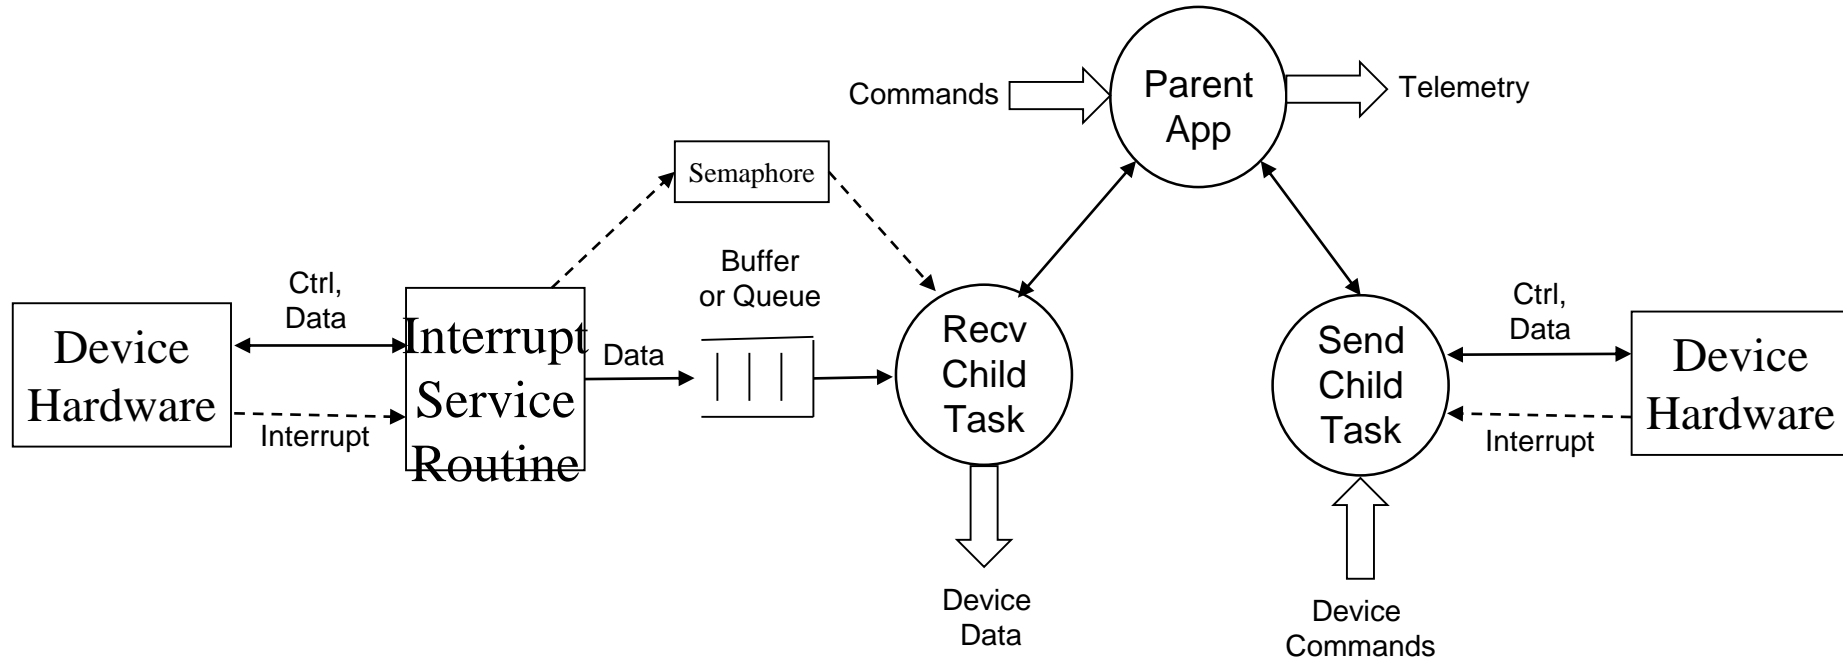 Parent
App
Commands
Telemetry
Semaphore
Buffer
or Queue
Ctrl,
Data
Device
Hardware
Interrupt
Interrupt
Service
Routine
Data
Recv
Child
Task
Send
Child
Task
Ctrl,
Data
Interrupt
Device
Hardware
Device
Data
Device
Commands